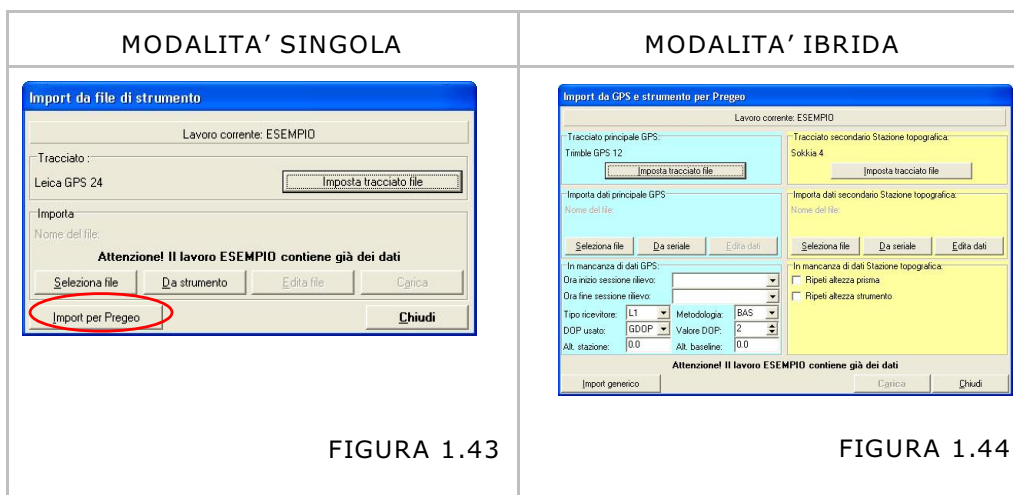 MODALITA’ SINGOLA
Import da file di strumento
Lavoro corrente: ESEMPIO
Tracciato :
Leica GPS 24
Imposta tracciato file
Importa
Nome del file:
Attenzione! Il lavoro ESEMPIO contiene già dei dati
Seleziona file
Da strumento
Edita file
Carica
Import per Pregeo
Chiudi
FIGURA 1.43
MODALITA’ IBRIDA
Import da GPS e strumento per Pregeo
Lavoro corrente: ESEMPIO
Tracciato principale GPS:
Trimble GPS 12
Imposta tracciato file
Tracciato secondario Stazione topografica:
Sokkia 4
Imposta tracciato file
Importa dati principale GPS
Nome del file:
Seleziona file
Da seriale
Edita dati
Importa dati secondario Stazione topografica:
Nome del file:
Seleziona file
Da seriale
Edita dati
In mancanza di dati GPS:
Ora inizio sessione rilievo:
Ora fine sessione rilievo:
Tipo ricevitore: L1 Metodologia: BAS
DOP usato: GDOP Valore DOP: 2
Alt. stazione: 0.0 Alt. baseline: 0.0
In mancanza di dati Stazione topografica:
Ripeti altezza prisma
Ripeti altezza strumento
Attenzione! Il lavoro ESEMPIO contiene già dei dati
Import generico
Carica
Chiudi
FIGURA 1.44